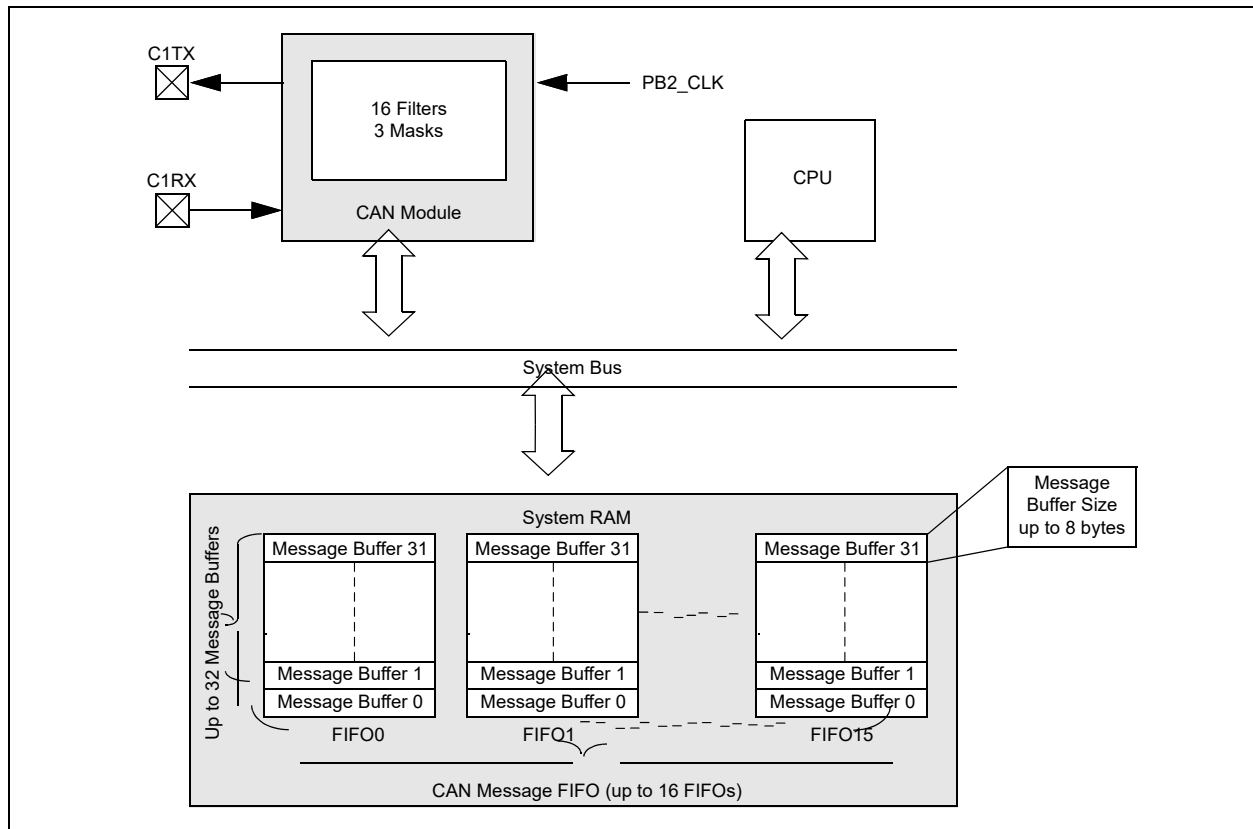 C1TX
C1RX
16 Filters
3 Masks
CAN Module
PB2_CLK
CPU
System Bus
System RAM
Message
Buffer Size
up to 8 bytes
Up to 32 Message Buffers
Message Buffer 31
Message Buffer 1
Message Buffer 0
FIFO0
Message Buffer 31
Message Buffer 1
Message Buffer 0
FIFO1
Message Buffer 31
Message Buffer 1
Message Buffer 0
FIFO15
CAN Message FIFO (up to 16 FIFOs)